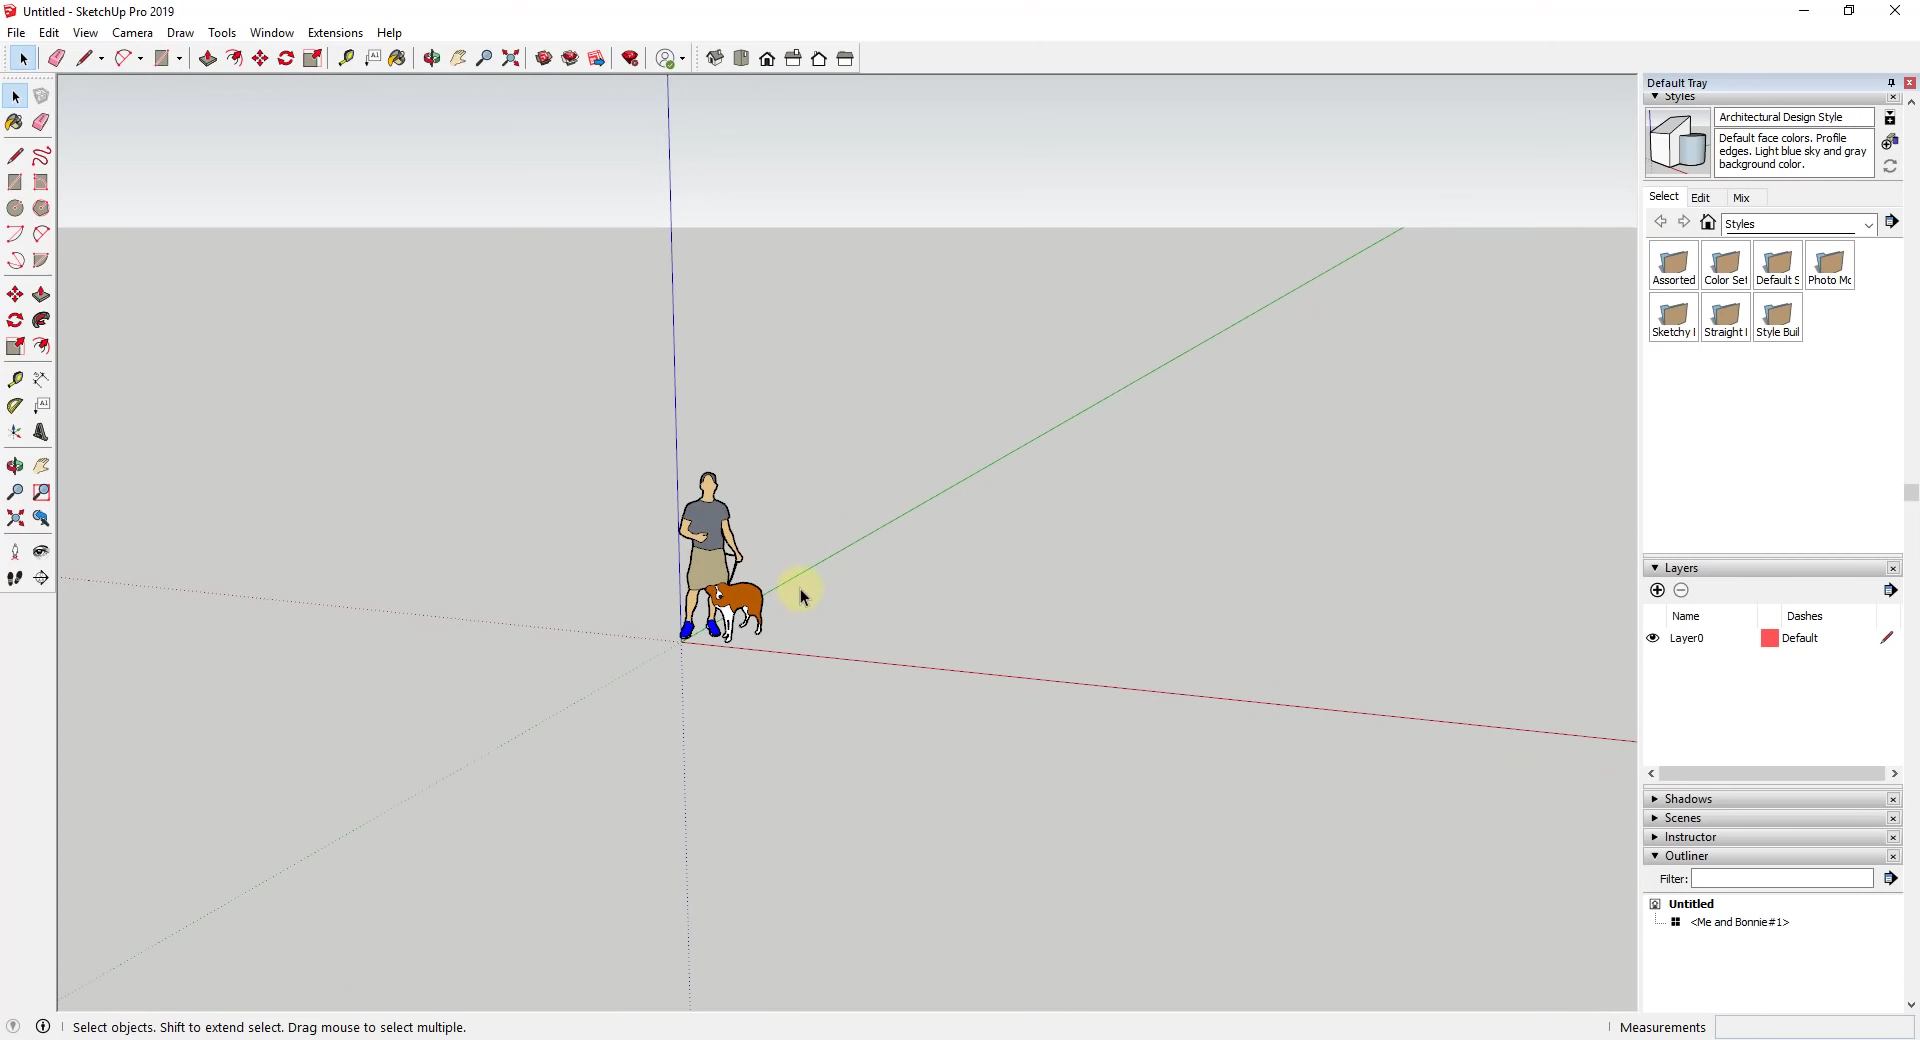 Untitled - SketchUp Pro 2019
File Edit View Camera Draw Tools Window Extensions Help
Default Tray
Styles
Architectural Design Style
Default face colors. Profile
edges. Light blue sky and gray
background color.
Select Edit Mix
Styles
Assorted Color Set Default S Photo Mo
Sketchy E Straight L Style Buil
Layers
Name Dashes
Layer0 Default
Shadows
Scenes
Instructor
Outliner
Filter:
Untitled
<Me and Bonnie#1>
Select objects. Shift to extend select. Drag mouse to select multiple.
Measurements